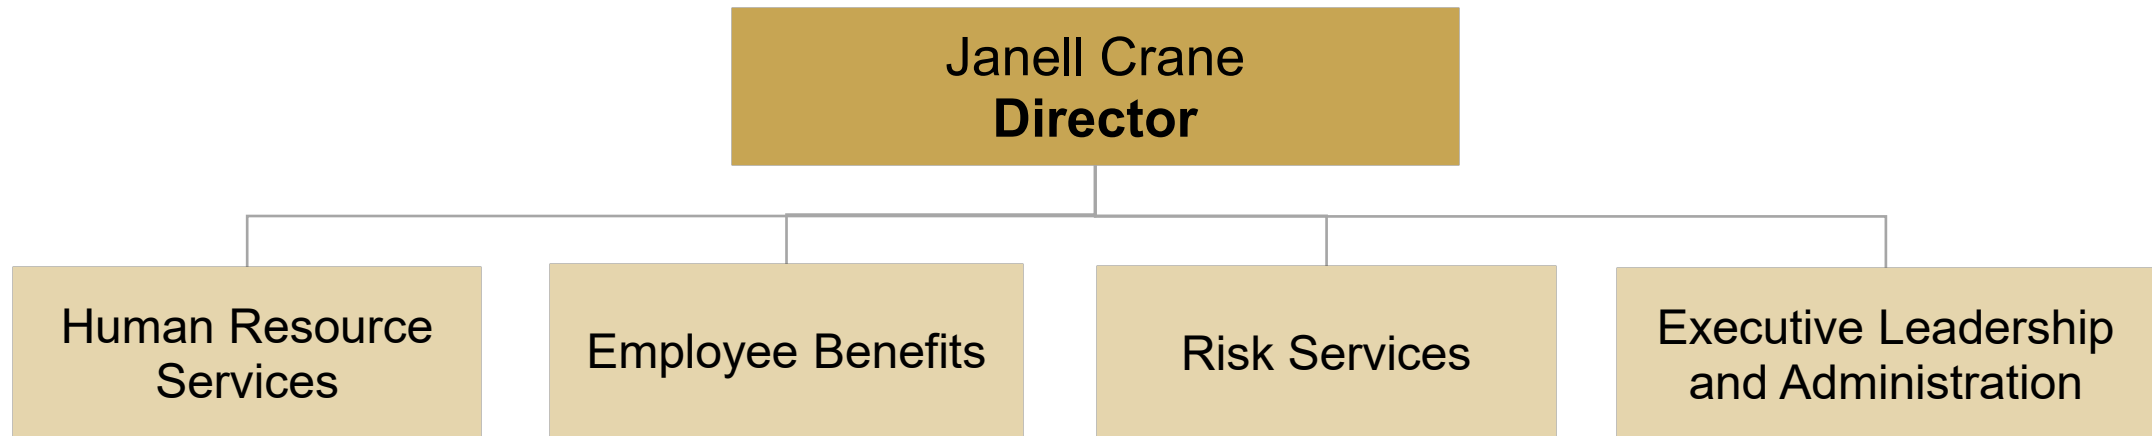 Janell Crane
Director
Human Resource
Services
Employee Benefits
Risk Services
Executive Leadership
and Administration